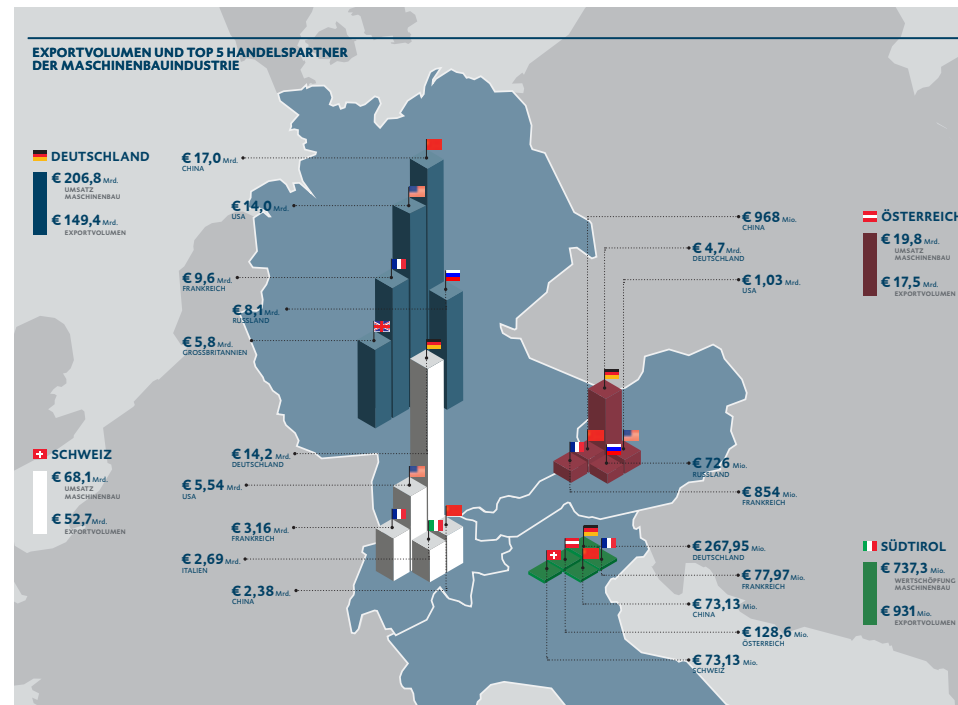 EXPORTVOLUMEN UND TOP 5 HANDELSPARTNER
DER MASCHINENBAUINDUSTRIE
DEUTSCHLAND
€ 206,8 Mrd.
UMSATZ
MASCHINENBAU
€ 149,4 Mrd.
EXPORTVOLUMEN
€ 17,0 Mrd.
CHINA
€ 14,0 Mrd.
USA
€ 9,6 Mrd.
FRANKREICH
€ 8,1 Mrd.
RUSSLAND
€ 5,8 Mrd.
GROSSBRITANNIEN
€ 968 Mio.
CHINA
€ 4,7 Mrd.
DEUTSCHLAND
€ 1,03 Mrd.
USA
€ 726 Mio.
RUSSLAND
€ 854 Mio.
FRANKREICH
ÖSTERREICH
€ 19,8 Mrd.
UMSATZ
MASCHINENBAU
€ 17,5 Mrd.
EXPORTVOLUMEN
SCHWEIZ
€ 68,1 Mrd.
UMSATZ
MASCHINENBAU
€ 52,7 Mrd.
EXPORTVOLUMEN
€ 14,2 Mrd.
DEUTSCHLAND
€ 5,54 Mrd.
USA
€ 3,16 Mrd.
FRANKREICH
€ 2,69 Mrd.
ITALIEN
€ 2,38 Mrd.
CHINA
€ 267,95 Mio.
DEUTSCHLAND
€ 77,97 Mio.
FRANKREICH
€ 73,13 Mio.
CHINA
€ 128,6 Mio.
ÖSTERREICH
€ 73,13 Mio.
SCHWEIZ
SÜDTIROL
€ 737,3 Mio.
WERTSCHÖFFUNG
MASCHINENBAU
€ 931 Mio.
EXPORTVOLUMEN